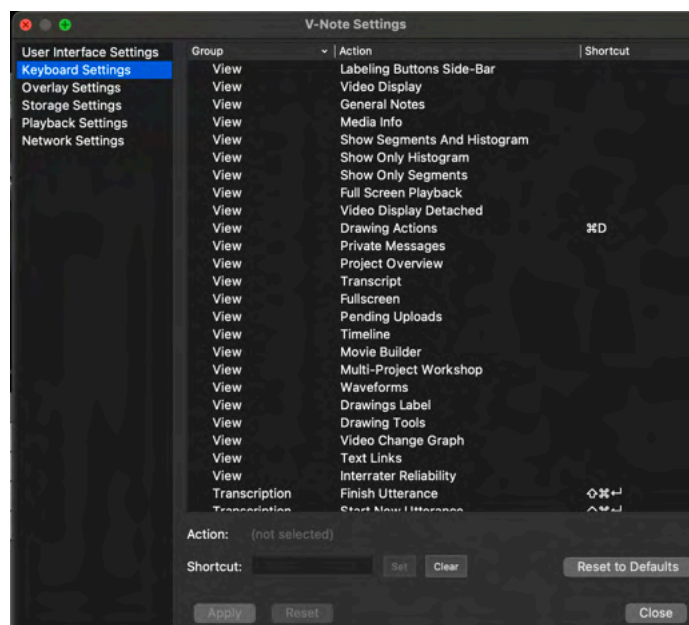 V-Note Settings
User Interface Settings
Keyboard Settings
Overlay Settings
Storage Settings
Playback Settings
Network Settings
Group Action Shortcut
View Labeling Buttons Side-Bar
View Video Display
View General Notes
View Media Info
View Show Segments And Histogram
View Show Only Histogram
View Show Only Segments
View Full Screen Playback
View Video Display Detached
View Drawing Actions ⌘D
View Private Messages
View Project Overview
View Transcript
View Fullscreen
View Pending Uploads
View Timeline
View Movie Builder
View Multi-Project Workshop
View Waveforms
View Drawings Label
View Drawing Tools
View Video Change Graph
View Text Links
View Interrater Reliability
Transcription Finish Utterance ⇧⌘↩
Transcription Start New Utterance ⇧⌘↩
Action: (not selected)
Shortcut: Set Clear Reset to Defaults
Apply Reset Close